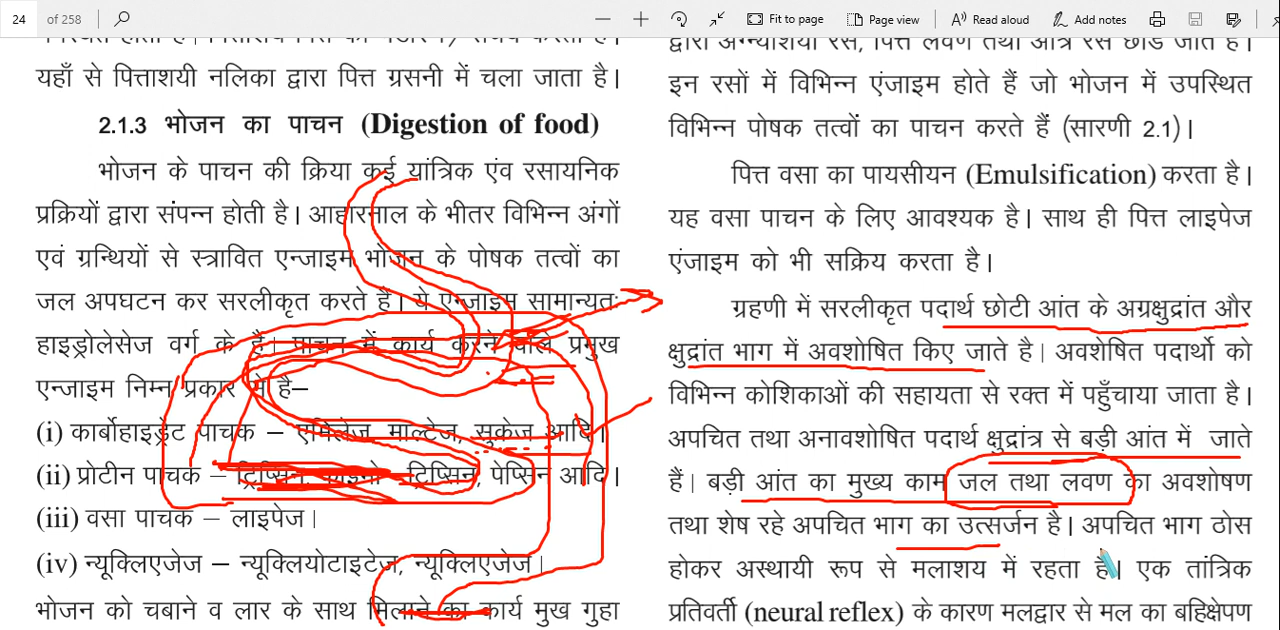 24 of 258 Fit to page Page view Read aloud Add notes
यहाँ से पित्ताशयी नलिका द्वारा पित्त ग्रसनी में चला जाता है।
2.1.3 भोजन का पाचन (Digestion of food)
भोजन के पाचन की क्रिया कई यांत्रिक एंव रसायनिक
प्रक्रियों द्वारा संपन्न होती है। आहारनाल के भीतर विभिन्न अंगों
एवं ग्रन्थियों से स्त्रावित एन्जाइम भोजन के पोषक तत्वों का
जल अपघटन कर सरलीकृत करते है। ये एन्जाइम सामान्यतः
हाइड्रोलेसेज वर्ग के है। पाचन में कार्य करने वाले प्रमुख
एन्जाइम निम्न प्रकार से है–
(i) कार्बोहाइड्रेट पाचक – एमिलेज, माल्टेज, सुक्रेज आदि।
(ii) प्रोटीन पाचक – ट्रिप्सिन, ट्रिप्सिन, पेप्सिन आदि।
(iii) वसा पाचक – लाइपेज।
(iv) न्यूक्लिएजेज – न्यूक्लियोटाइटेज, न्यूक्लिएजेज।
भोजन को चबाने व लार के साथ मिलाने का कार्य मुख गुहा
द्वारा अग्न्याशयी रस, पित्त लवण तथा आंत्र रस छोडे जाते है।
इन रसों में विभिन्न एंजाइम होते हैं जो भोजन में उपस्थित
विभिन्न पोषक तत्वों का पाचन करते हैं (सारणी 2.1)।
पित्त वसा का पायसीयन (Emulsification) करता है।
यह वसा पाचन के लिए आवश्यक है। साथ ही पित्त लाइपेज
एंजाइम को भी सक्रिय करता है।
ग्रहणी में सरलीकृत पदार्थ छोटी आंत के अग्रक्षुद्रांत और
क्षुद्रांत भाग में अवशोषित किए जाते है। अवशेषित पदार्थो को
विभिन्न कोशिकाओं की सहायता से रक्त में पहुँचाया जाता है।
अपचित तथा अनावशोषित पदार्थ क्षुद्रांत्र से बड़ी आंत में जाते
हैं। बड़ी आंत का मुख्य काम जल तथा लवण का अवशोषण
तथा शेष रहे अपचित भाग का उत्सर्जन है। अपचित भाग ठोस
होकर अस्थायी रूप से मलाशय में रहता है। एक तांत्रिक
प्रतिवर्ती (neural reflex) के कारण मलद्वार से मल का बहिक्षेपण